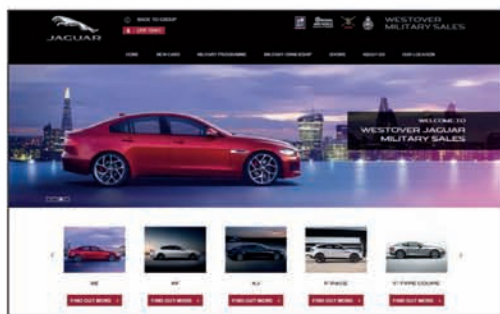 BACK TO GROUP
WESTOVER
MILITARY SALES
JAGUAR
HOME NEW CARS MILITARY PROGRAMME MILITARY OWNERSHIP OFFERS ABOUT US OUR LOCATION
WELCOME TO
WESTOVER JAGUAR
MILITARY SALES
XE XF XJ F-PACE F-TYPE COUPE
FIND OUT MORE FIND OUT MORE FIND OUT MORE FIND OUT MORE FIND OUT MORE